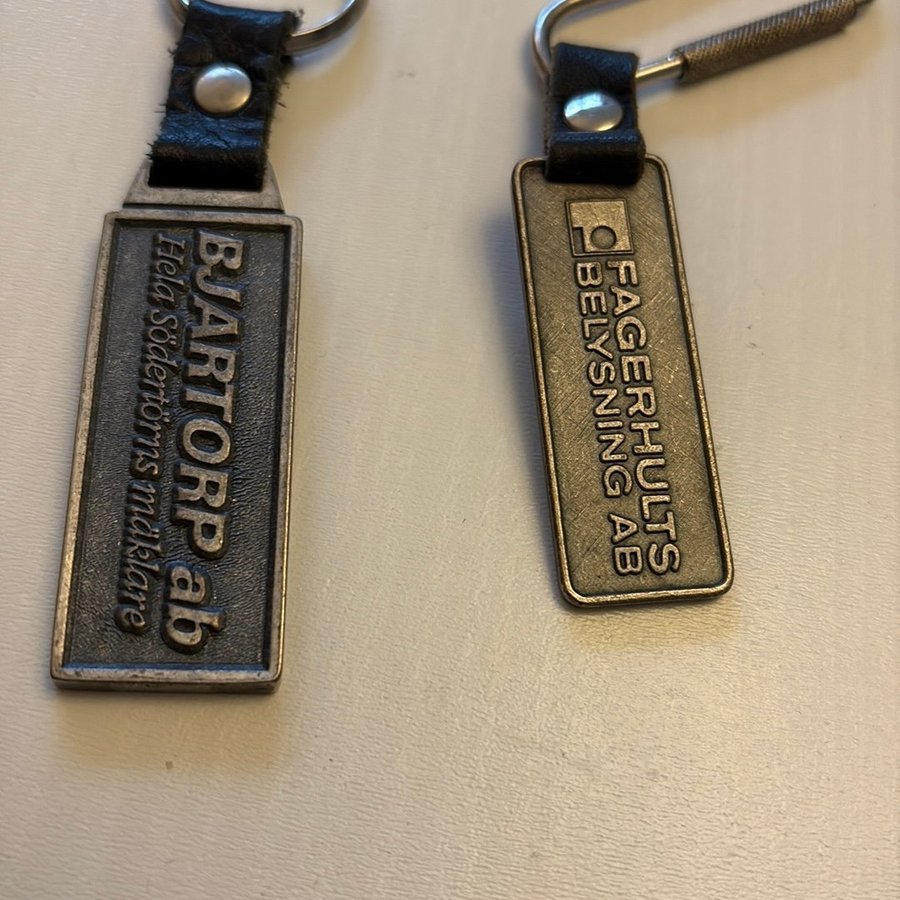 BJARTORP ab
Hela Södertörns mäklare
FAGERHULTS
BELYSNING AB